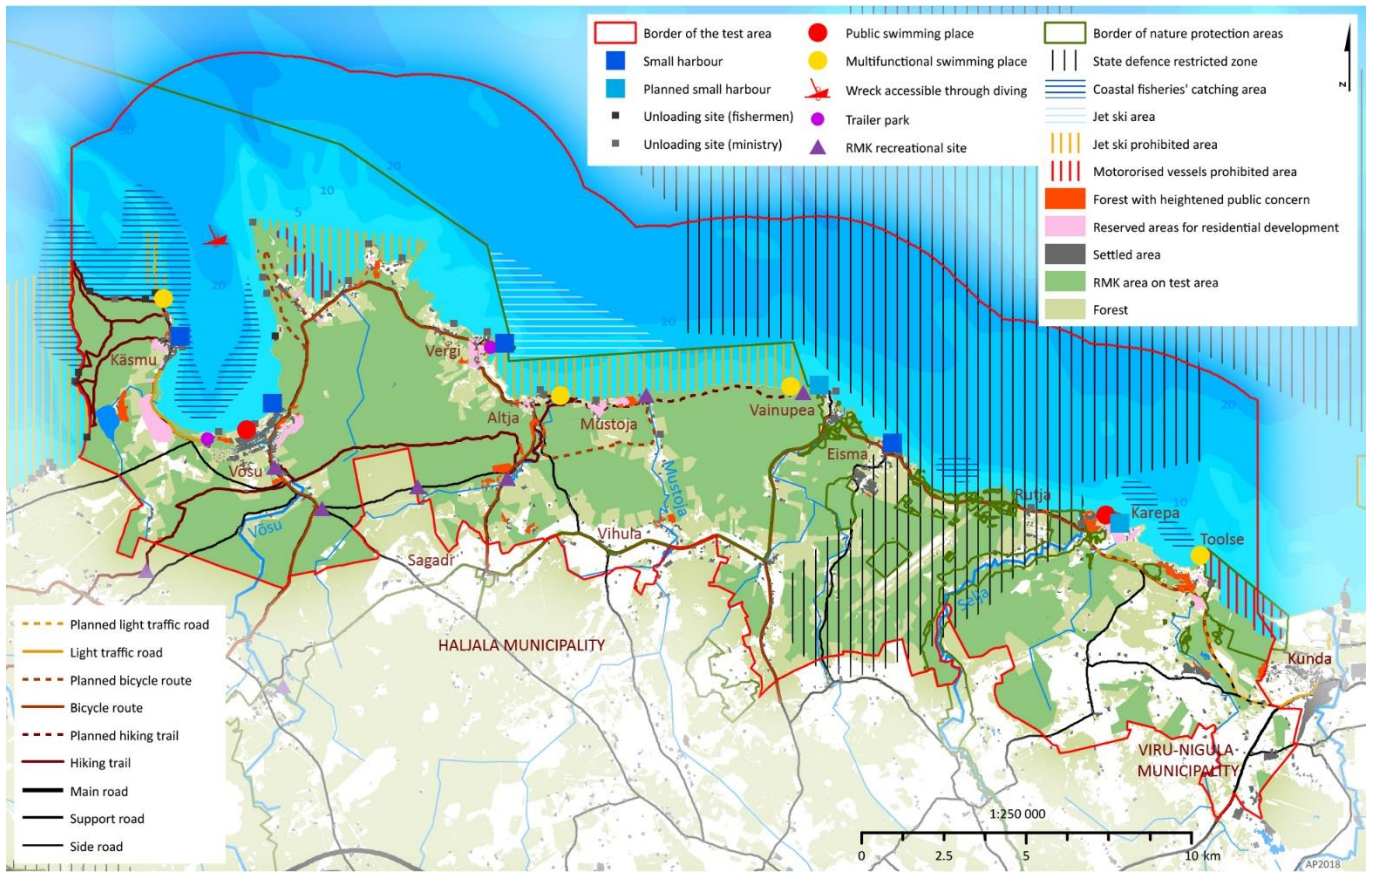 Border of the test area
Small harbour
Planned small harbour
Unloading site (fishermen)
Unloading site (ministry)
Public swimming place
Multifunctional swimming place
Wreck accessible through diving
Trailer park
RMK recreational site
Border of nature protection areas
State defence restricted zone
Coastal fisheries' catching area
Jet ski area
Jet ski prohibited area
Motororised vessels prohibited area
Forest with heightened public concern
Reserved areas for residential development
Settled area
RMK area on test area
Forest
N
50
20
10
5
20
20
20
10
Käsmu
Vergi
Altja
Mustoja
Vainupea
Võsu
Eisma
Rutja
Karepa
Toolse
Võsu
Mustoja
Vihula
Sagadi
Selja
HALJALA MUNICIPALITY
Kunda
VIRU-NIGULA
MUNICIPALITY
Planned light traffic road
Light traffic road
Planned bicycle route
Bicycle route
Planned hiking trail
Hiking trail
Main road
Support road
Side road
1:250 000
0 2.5 5 10 km
AP2018